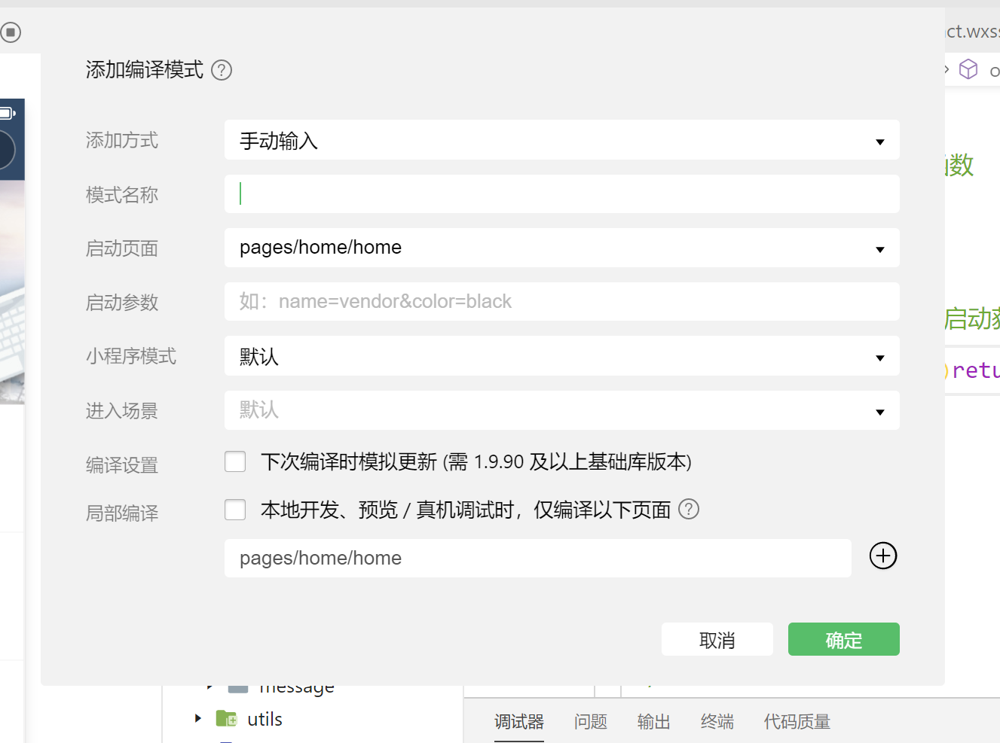 act.wxss
添加编译模式 ?
添加方式 手动输入
模式名称
函数
启动页面 pages/home/home
启动参数 如：name=vendor&color=black
启动获
小程序模式 默认
retu
进入场景 默认
编译设置 下次编译时模拟更新 (需 1.9.90 及以上基础库版本)
局部编译 本地开发、预览 / 真机调试时，仅编译以下页面 ?
pages/home/home
取消 确定
message
utils
调试器 问题 输出 终端 代码质量